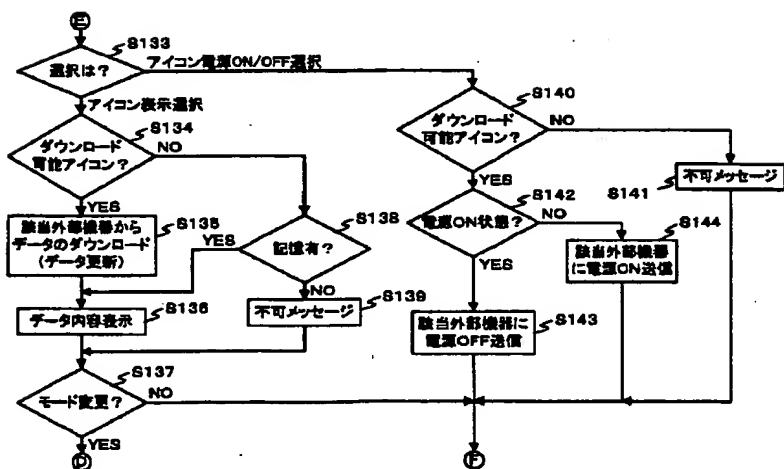 E
S133
選択は？
アイコン電源ON/OFF選択
アイコン表示選択
S134
ダウンロード
可能アイコン？
NO
YES
S135
該当外部機器から
データのダウンロード
(データ更新)
S138
記憶有？
YES
NO
S136
データ内容表示
S139
不可メッセージ
S137
モード変更？
NO
YES
D
S140
ダウンロード
可能アイコン？
NO
YES
S141
不可メッセージ
S142
電源ON状態？
NO
YES
S144
該当外部機器
に電源ON送信
S143
該当外部機器に
電源OFF送信
F